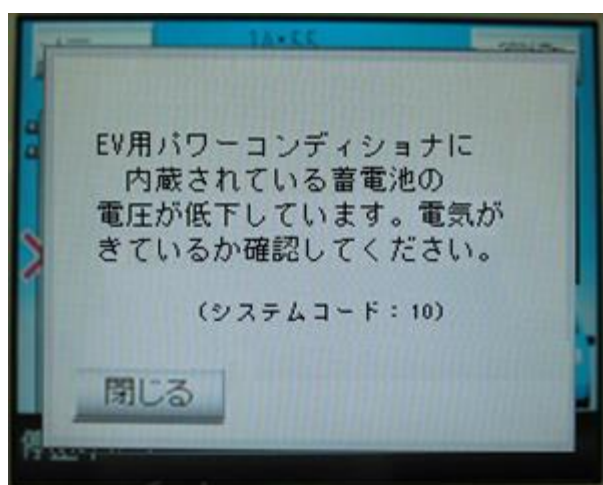 EV用パワーコンディショナに
内蔵されている蓄電池の
電圧が低下しています。電気が
きているか確認してください。
(システムコード:10)
閉じる